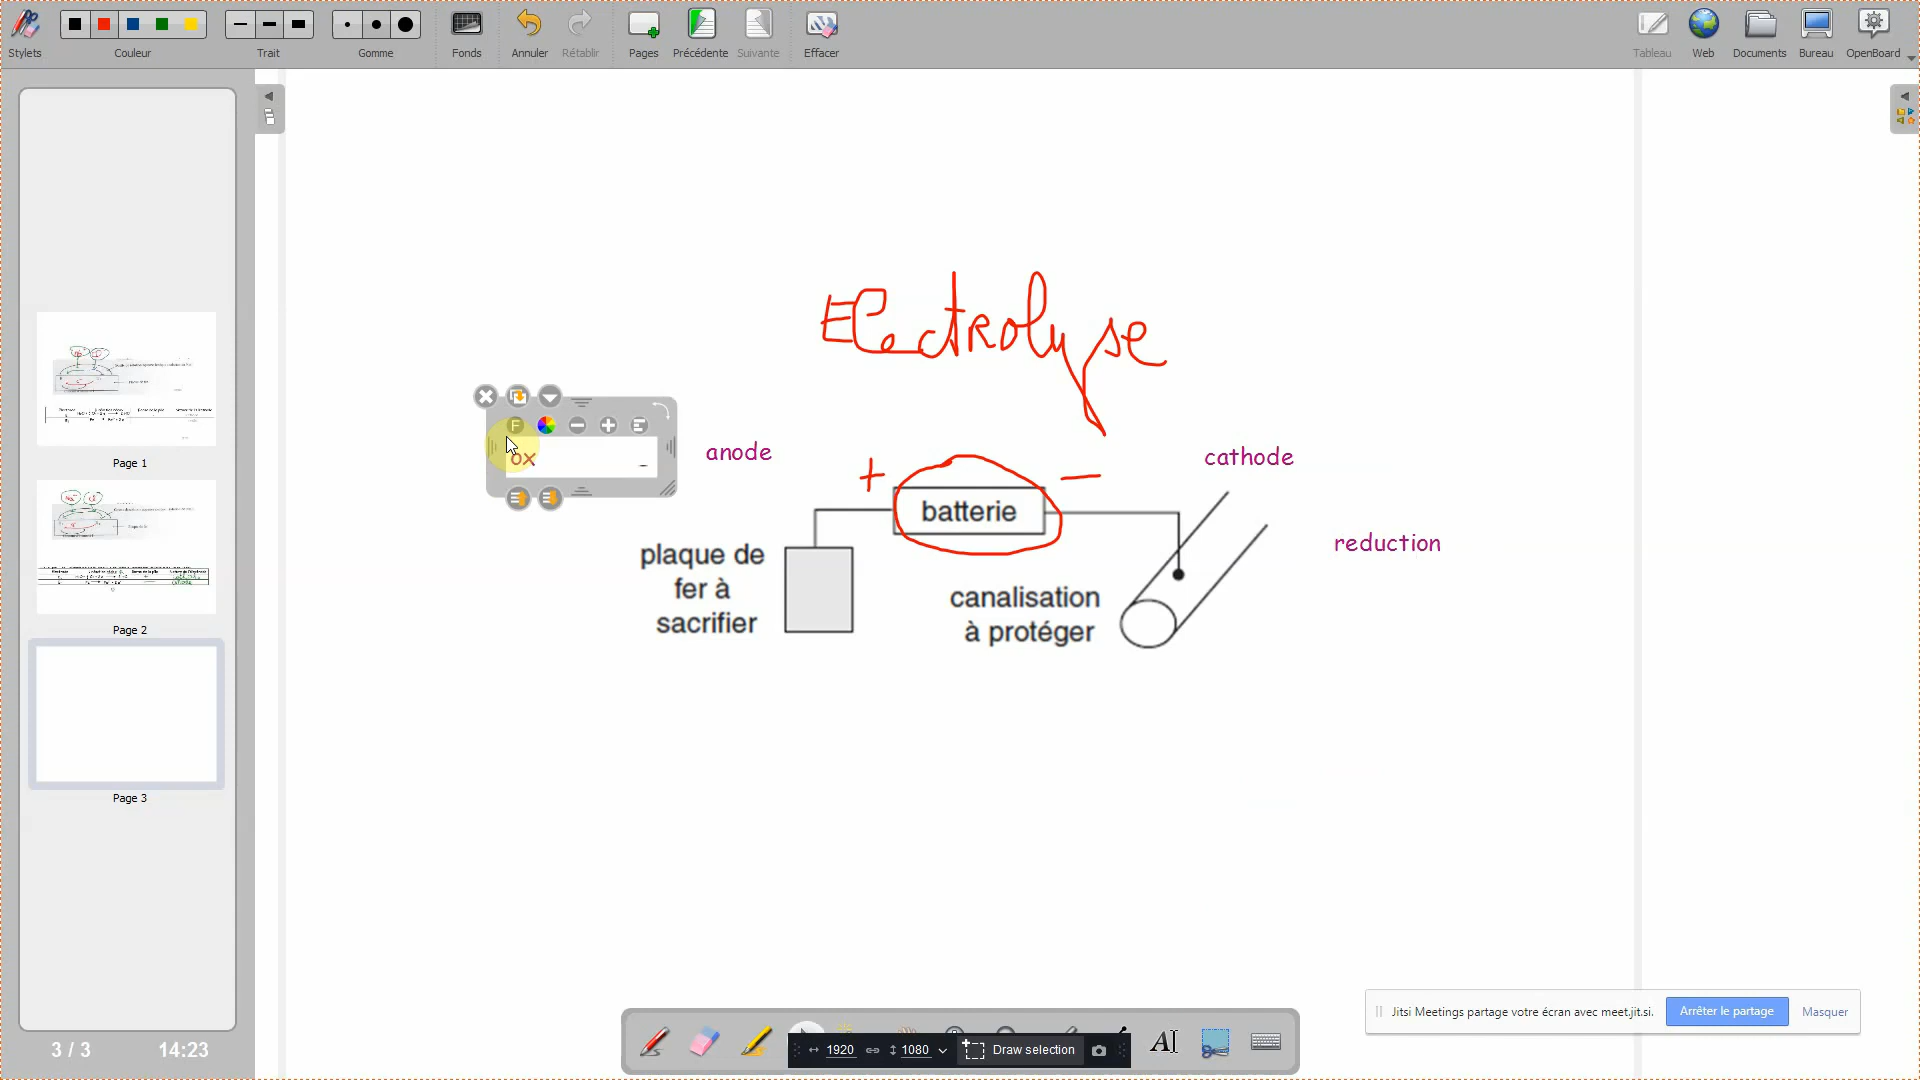 Stylets
Couleur
Trait
Gomme
Fonds
Annuler
Rétablir
Pages
Précédente
Suivante
Effacer
Tableau
Web
Documents
Bureau
OpenBoard
Page 1
Page 2
Page 3
3 / 3
14:23
Electrolyse
F
ox
-
anode
+
batterie
-
cathode
reduction
plaque de
fer à
sacrifier
canalisation
à protéger
1920
1080
Draw selection
Jitsi Meetings partage votre écran avec meet.jit.si.
Arrêter le partage
Masquer